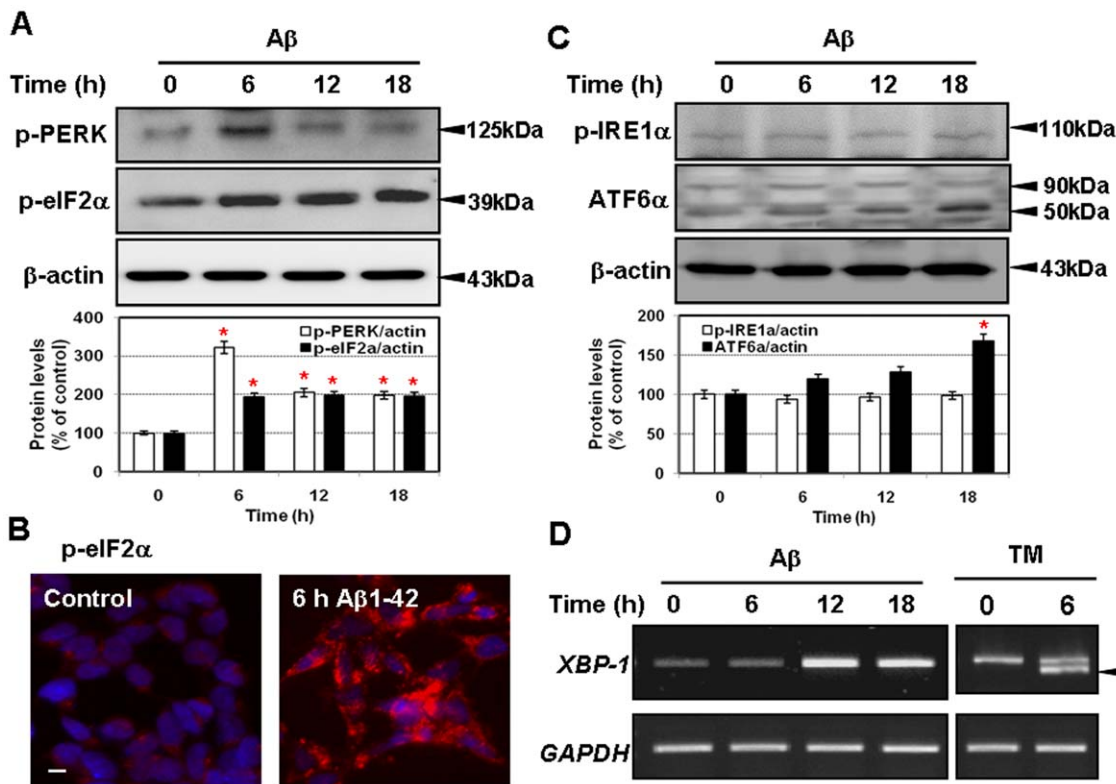 A
Aβ
Time (h) 0 6 12 18
p-PERK 125kDa
p-eIF2α 39kDa
β-actin 43kDa
Protein levels
(% of control)
400
300
200
100
0
p-PERK/actin
p-eIF2a/actin
* * * * * *
0 6 12 18
Time (h)
B
p-eIF2α
Control
6 h Aβ1-42
C
Aβ
Time (h) 0 6 12 18
p-IRE1α 110kDa
ATF6α 90kDa
50kDa
β-actin 43kDa
Protein levels
(% of control)
200
150
100
50
0
p-IRE1a/actin
ATF6a/actin
*
0 6 12 18
Time (h)
D
Aβ TM
Time (h) 0 6 12 18 0 6
XBP-1
GAPDH